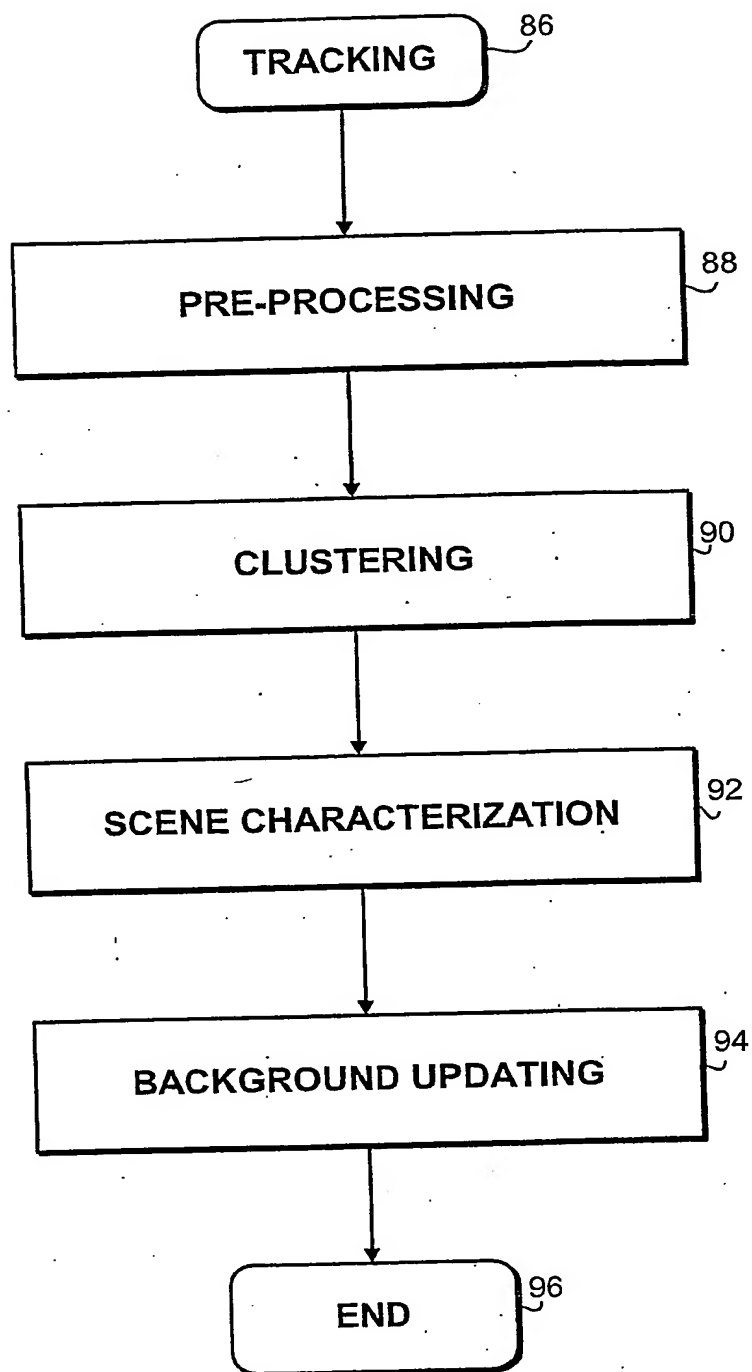 TRACKING
86
PRE-PROCESSING
88
CLUSTERING
90
SCENE CHARACTERIZATION
92
BACKGROUND UPDATING
94
END
96